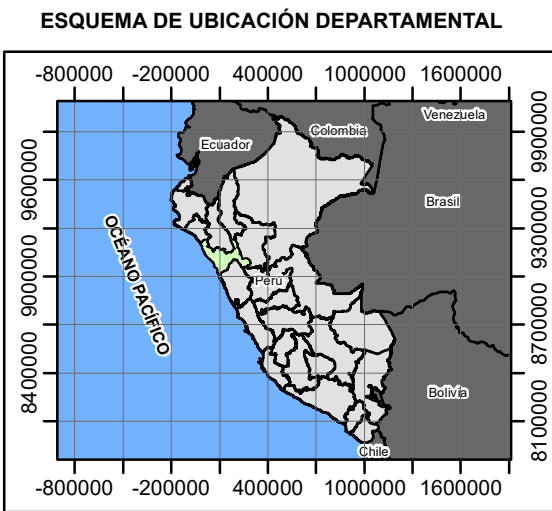 ESQUEMA DE UBICACIÓN DEPARTAMENTAL
-800000 -200000 400000 1000000 1600000
Venezuela
Colombia
Ecuador
9900000
9600000
Brasil
9300000
OCÉANO PACÍFICO
9000000
Perú
8700000
8400000
Bolivia
8100000
Chile
-800000 -200000 400000 1000000 1600000